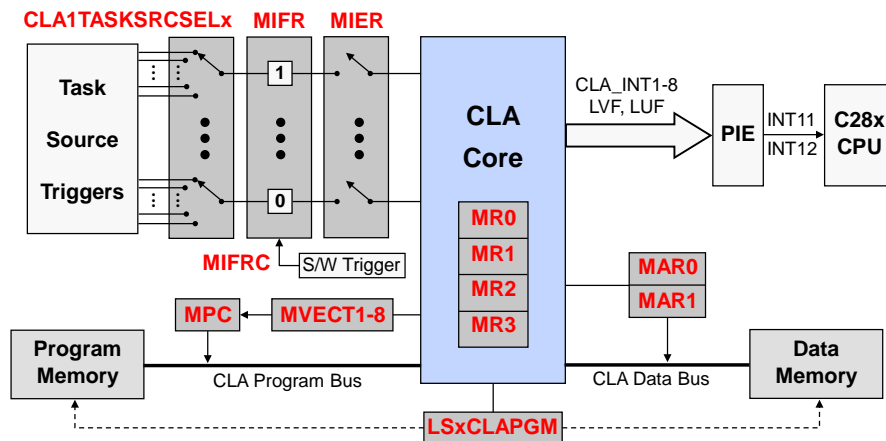 CLA1TASKSRCSELx
MIFR
MIER
Task
Source
Triggers
1
0
MIFRC
S/W Trigger
CLA
Core
MR0
MR1
MR2
MR3
CLA_INT1-8
LVF, LUF
PIE
INT11
INT12
C28x
CPU
MAR0
MAR1
MPC
MVECT1-8
Program
Memory
CLA Program Bus
CLA Data Bus
Data
Memory
LSxCLAPGM